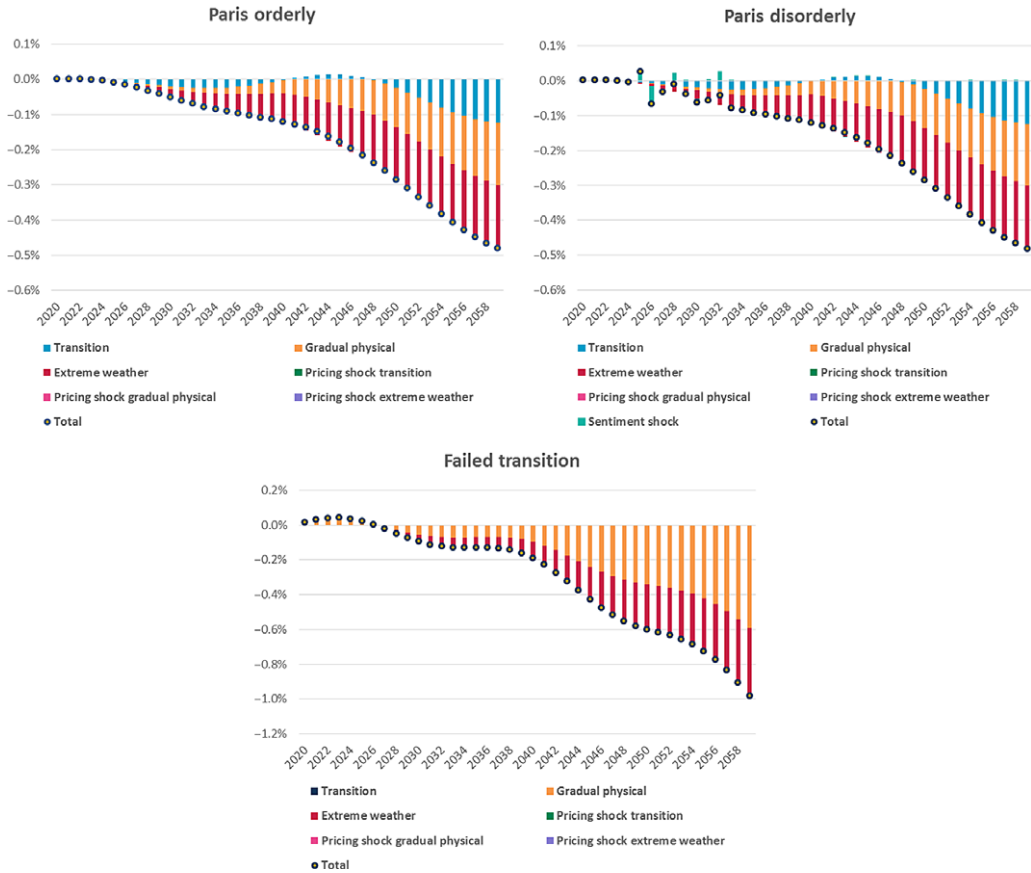 Paris orderly
0.1%
0.0%
−0.1%
−0.2%
−0.3%
−0.4%
−0.5%
−0.6%
2020 2022 2024 2026 2028 2030 2032 2034 2036 2038 2040 2042 2044 2046 2048 2050 2052 2054 2056 2058
Transition Gradual physical
Extreme weather Pricing shock transition
Pricing shock gradual physical Pricing shock extreme weather
Total
Paris disorderly
0.1%
0.0%
−0.1%
−0.2%
−0.3%
−0.4%
−0.5%
−0.6%
2020 2022 2024 2026 2028 2030 2032 2034 2036 2038 2040 2042 2044 2046 2048 2050 2052 2054 2056 2058
Transition Gradual physical
Extreme weather Pricing shock transition
Pricing shock gradual physical Pricing shock extreme weather
Sentiment shock Total
Failed transition
0.2%
0.0%
−0.2%
−0.4%
−0.6%
−0.8%
−1.0%
−1.2%
2020 2022 2024 2026 2028 2030 2032 2034 2036 2038 2040 2042 2044 2046 2048 2050 2052 2054 2056 2058
Transition Gradual physical
Extreme weather Pricing shock transition
Pricing shock gradual physical Pricing shock extreme weather
Total